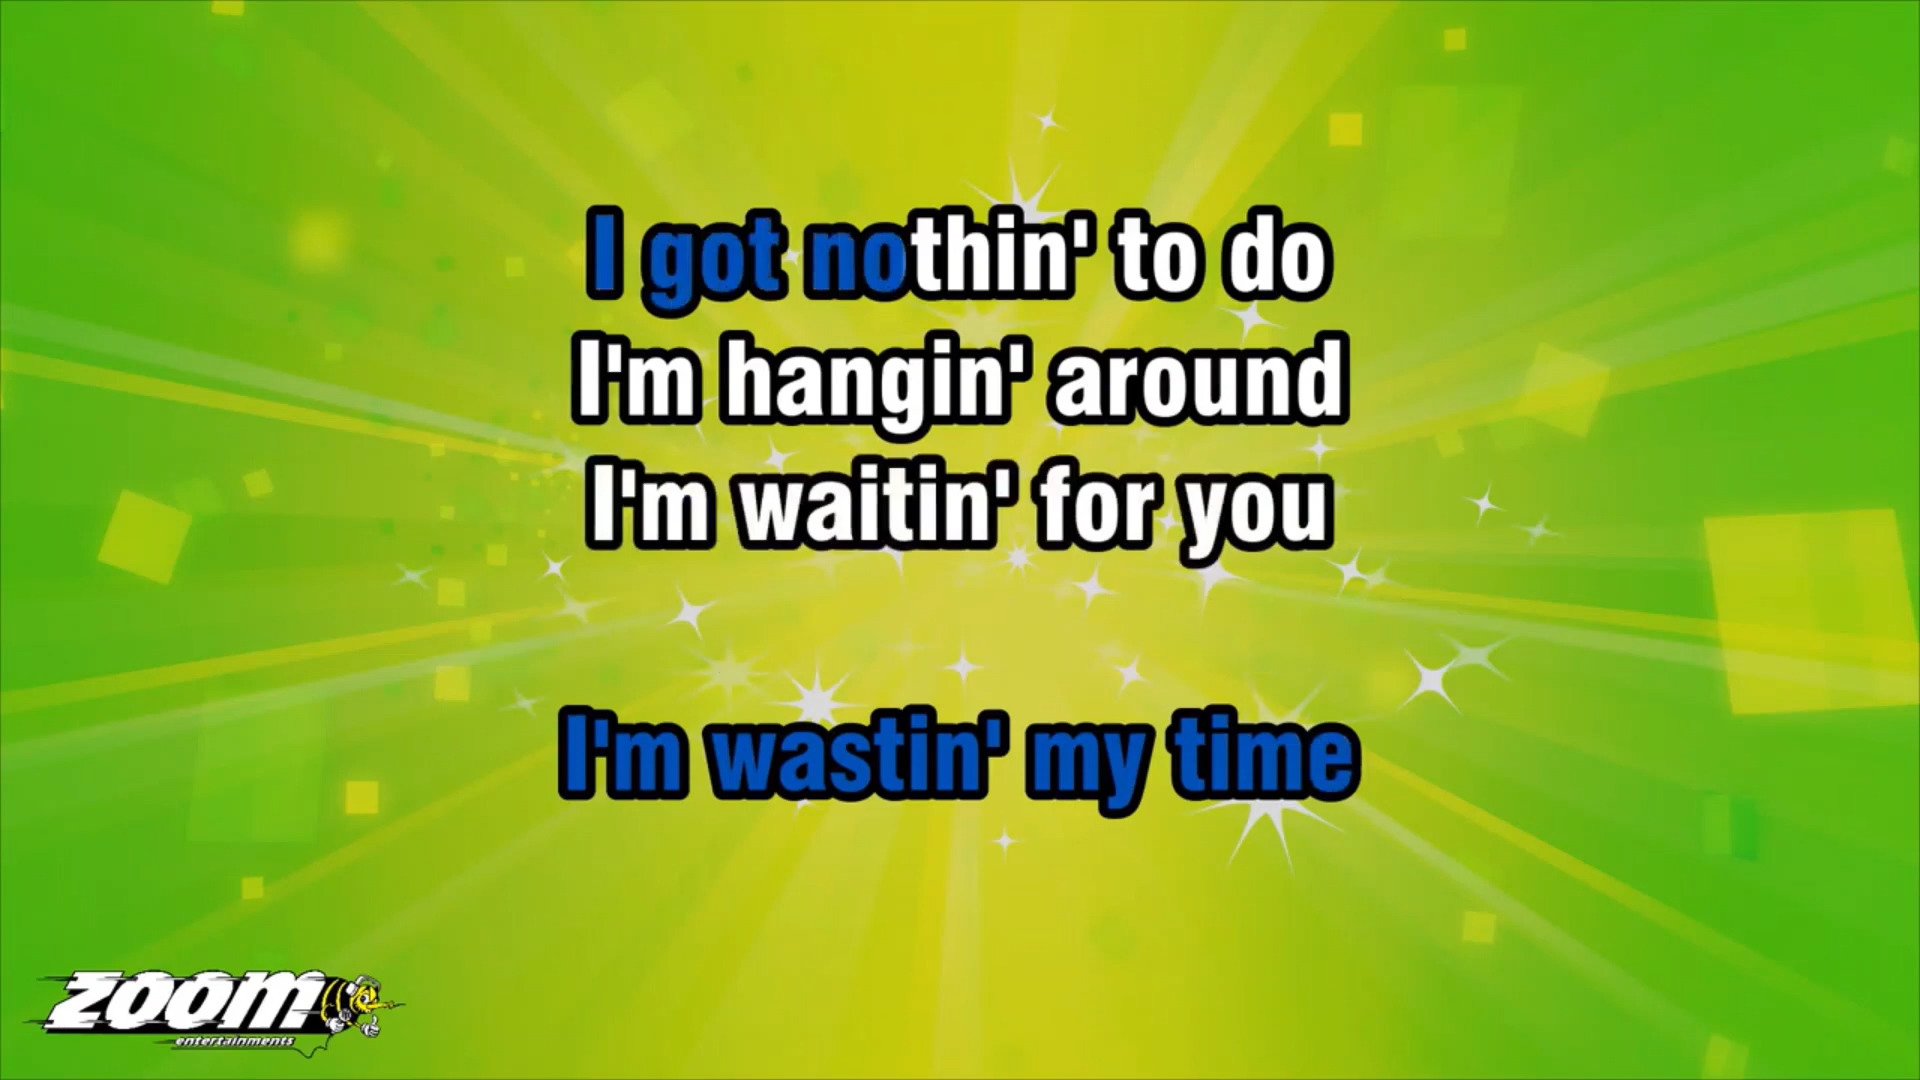 I got nothin' to do
I'm hangin' around
I'm waitin' for you
I'm wastin' my time
zoom
entertainments